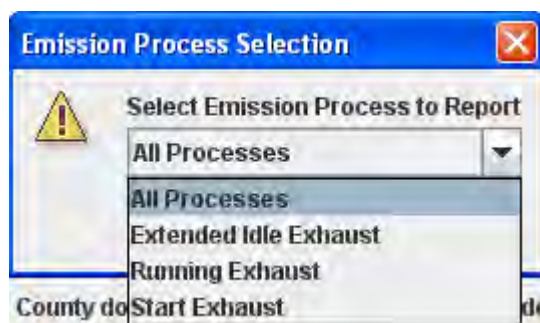 Emission Process Selection
Select Emission Process to Report
All Processes
All Processes
Extended Idle Exhaust
Running Exhaust
County do Start Exhaust